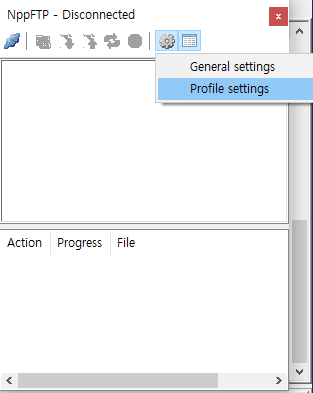 NppFTP - Disconnected
x
General settings
Profile settings
Action Progress File